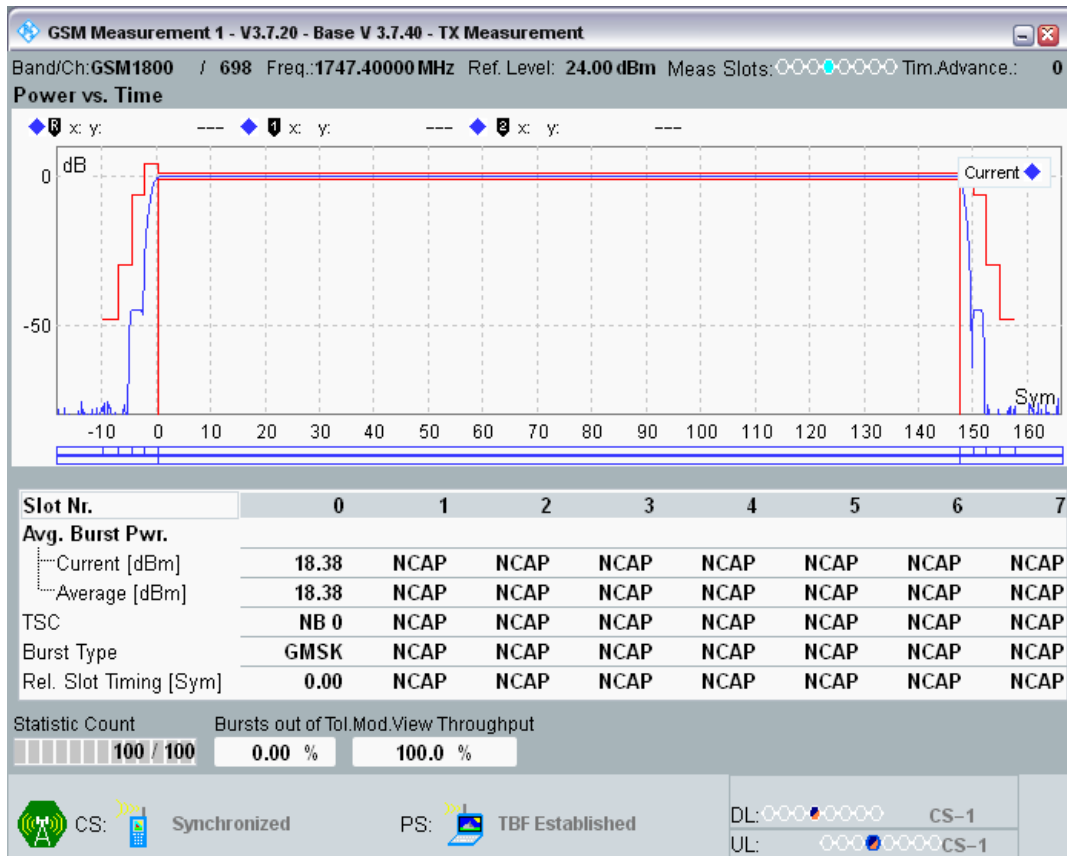 GSM Measurement 1 - V3.7.20 - Base V 3.7.40 - TX Measurement
Band/Ch:GSM1800 / 698 Freq.:1747.40000 MHz Ref. Level: 24.00 dBm Meas Slots: Tim.Advance.: 0
Power vs. Time
R x: y: --- 1 x: y: --- 2 x: y: ---
dB
0
Current
-50
Sym
-10 0 10 20 30 40 50 60 70 80 90 100 110 120 130 140 150 160
Slot Nr. 0 1 2 3 4 5 6 7
Avg. Burst Pwr.
Current [dBm] 18.38 NCAP NCAP NCAP NCAP NCAP NCAP NCAP
Average [dBm] 18.38 NCAP NCAP NCAP NCAP NCAP NCAP NCAP
TSC NB 0 NCAP NCAP NCAP NCAP NCAP NCAP NCAP
Burst Type GMSK NCAP NCAP NCAP NCAP NCAP NCAP NCAP
Rel. Slot Timing [Sym] 0.00 NCAP NCAP NCAP NCAP NCAP NCAP NCAP
Statistic Count Bursts out of Tol.Mod.View Throughput
100 / 100 0.00 % 100.0 %
CS: Synchronized PS: TBF Established DL: CS-1
UL: CS-1